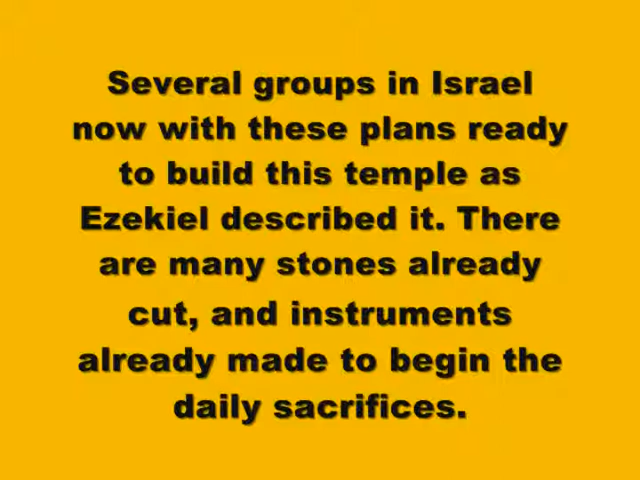 Several groups in Israel
now with these plans ready
to build this temple as
Ezekiel described it. There
are many stones already
cut, and instruments
already made to begin the
daily sacrifices.